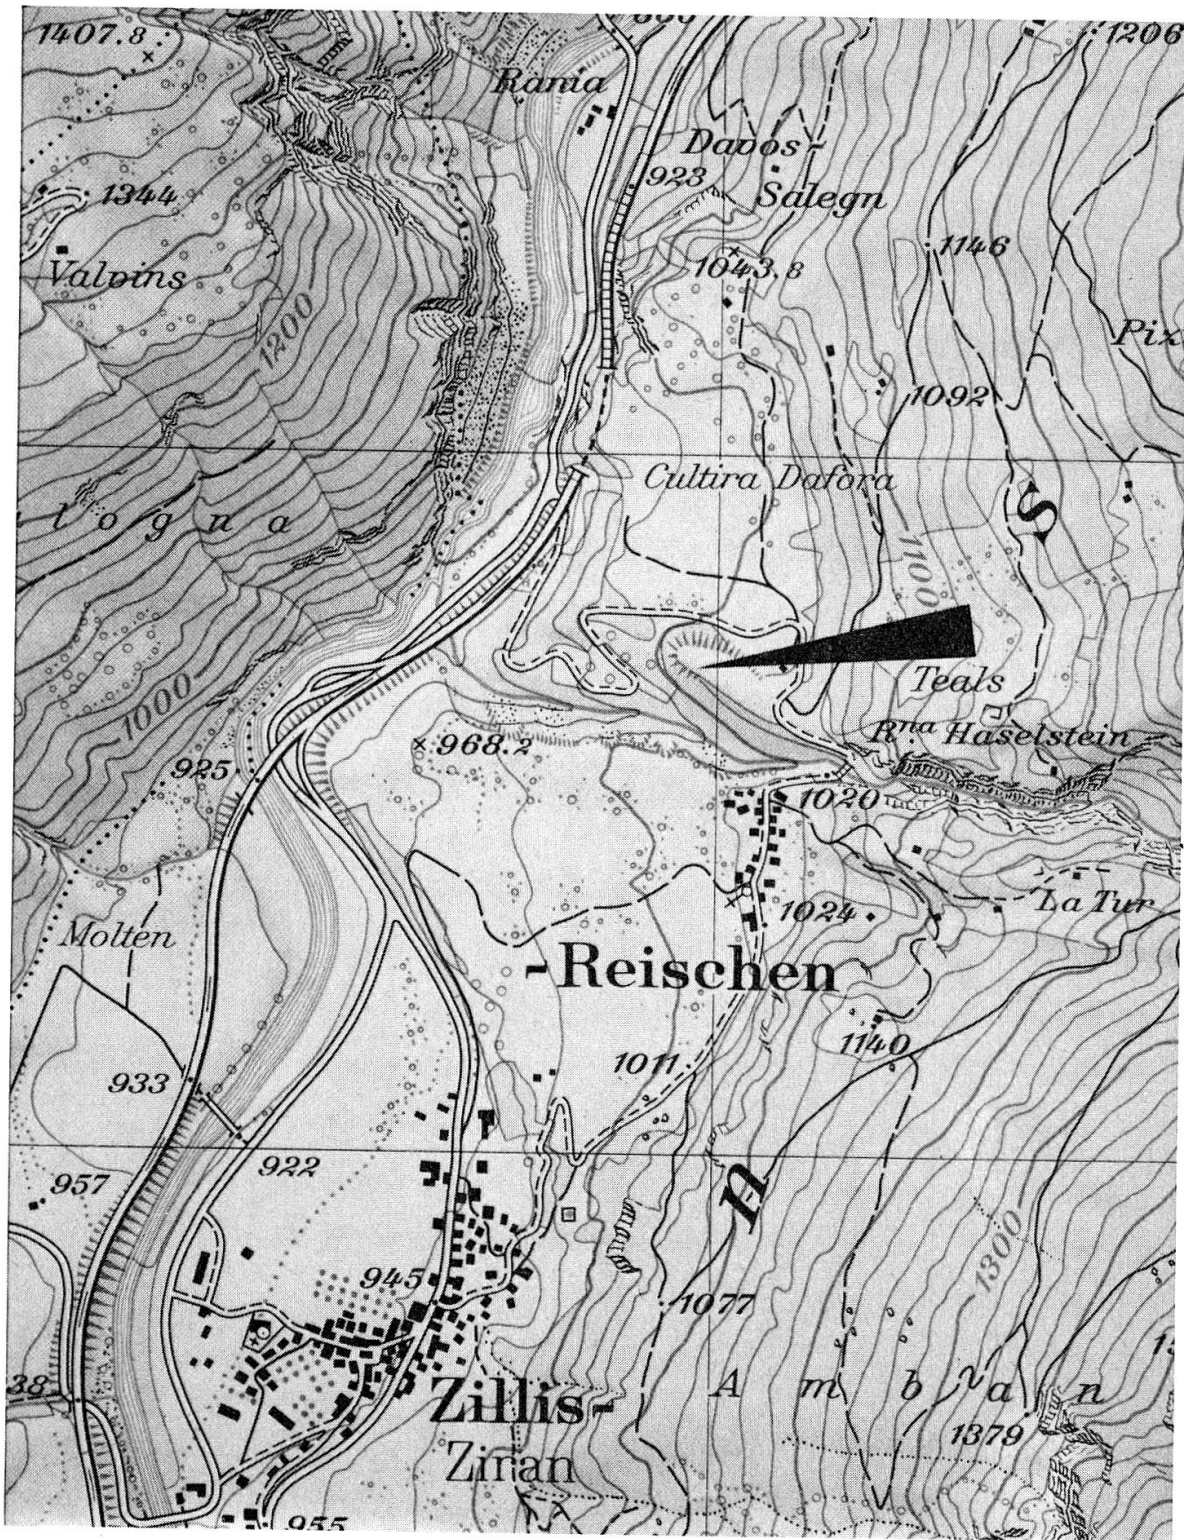 1407.8
1206
Rania
Davos-
923
Salegn
1344
1146
1043.8
Valpins
1200
Pix
1092
Cultira Dafora
l o g n a
S
1100
Teals
1000
Rna Haselstein
968.2
925
1020
La Tur
1024
Molten
-Reischen
1140
1011
933
922
957
n
1300
945
1077
A m b a n
38
Zillis-
1379
Ziran
955